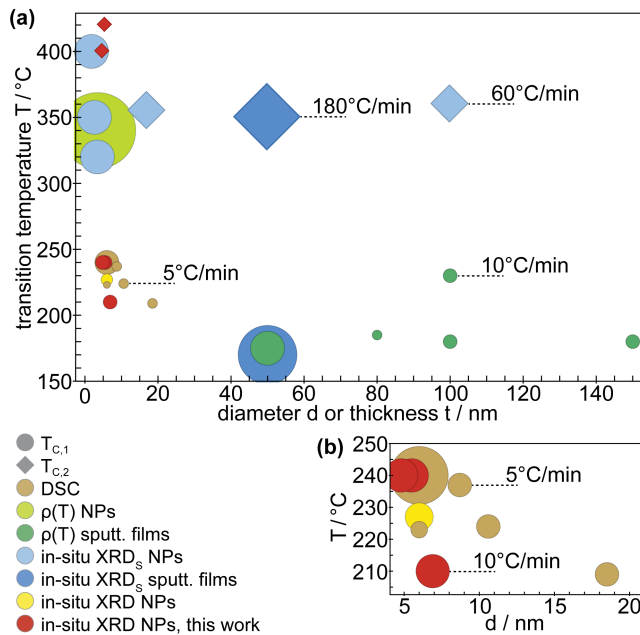 (a)
transition temperature T / °C
400
350
300
250
200
150
180°C/min
60°C/min
5°C/min
10°C/min
0
20
40
60
80
100
120
140
diameter d or thickness t / nm
T_C,1
T_C,2
DSC
ρ(T) NPs
ρ(T) sputt. films
in-situ XRD_S NPs
in-situ XRD_S sputt. films
in-situ XRD NPs
in-situ XRD NPs, this work
(b)
T / °C
250
240
230
220
210
5°C/min
10°C/min
5
10
15
20
d / nm